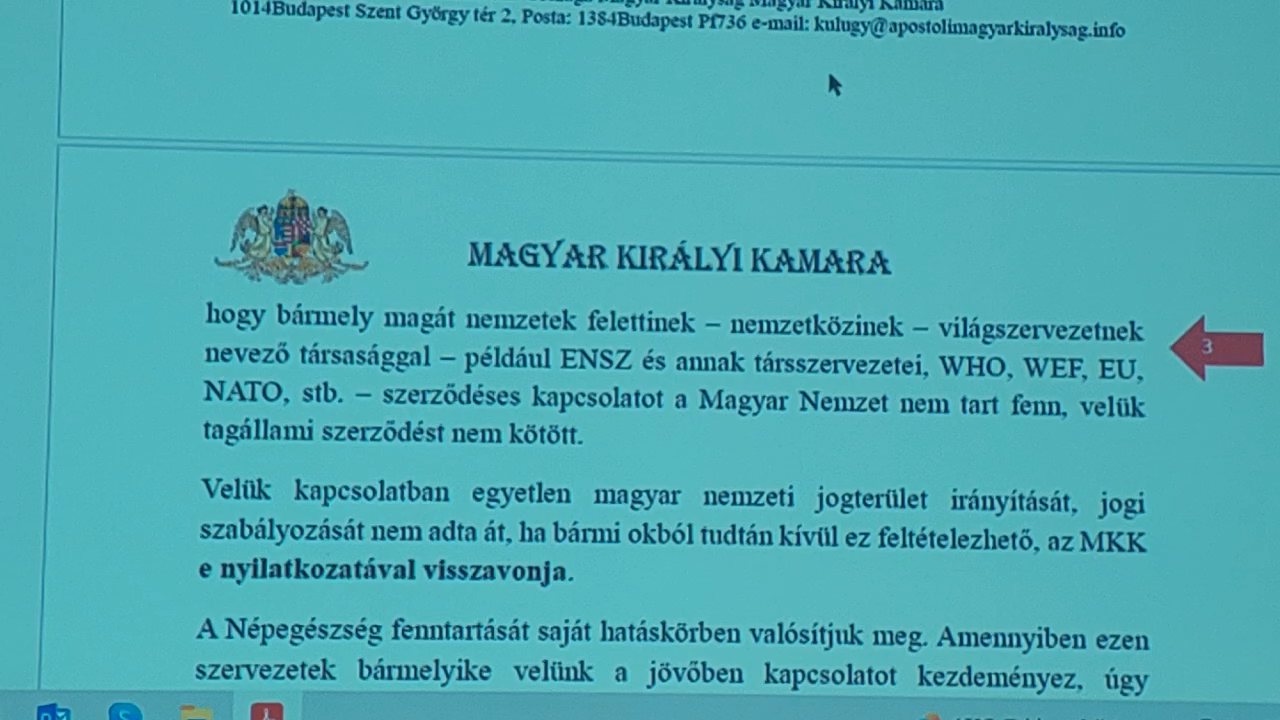 Magyar Királyi Kamara
1014Budapest Szent György tér 2, Posta: 1384Budapest Pf736 e-mail: kulugy@apostolimagyarkiralysag.info
MAGYAR KIRÁLYI KAMARA
hogy bármely magát nemzetek felettinek – nemzetközinek – világszervezetnek
3
nevező társasággal – például ENSZ és annak társszervezetei, WHO, WEF, EU,
NATO, stb. – szerződéses kapcsolatot a Magyar Nemzet nem tart fenn, velük
tagállami szerződést nem kötött.
Velük kapcsolatban egyetlen magyar nemzeti jogterület irányítását, jogi
szabályozását nem adta át, ha bármi okból tudtán kívül ez feltételezhető, az MKK
e nyilatkozatával visszavonja.
A Népegészség fenntartását saját hatáskörben valósítjuk meg. Amennyiben ezen
szervezetek bármelyike velünk a jövőben kapcsolatot kezdeményez, úgy